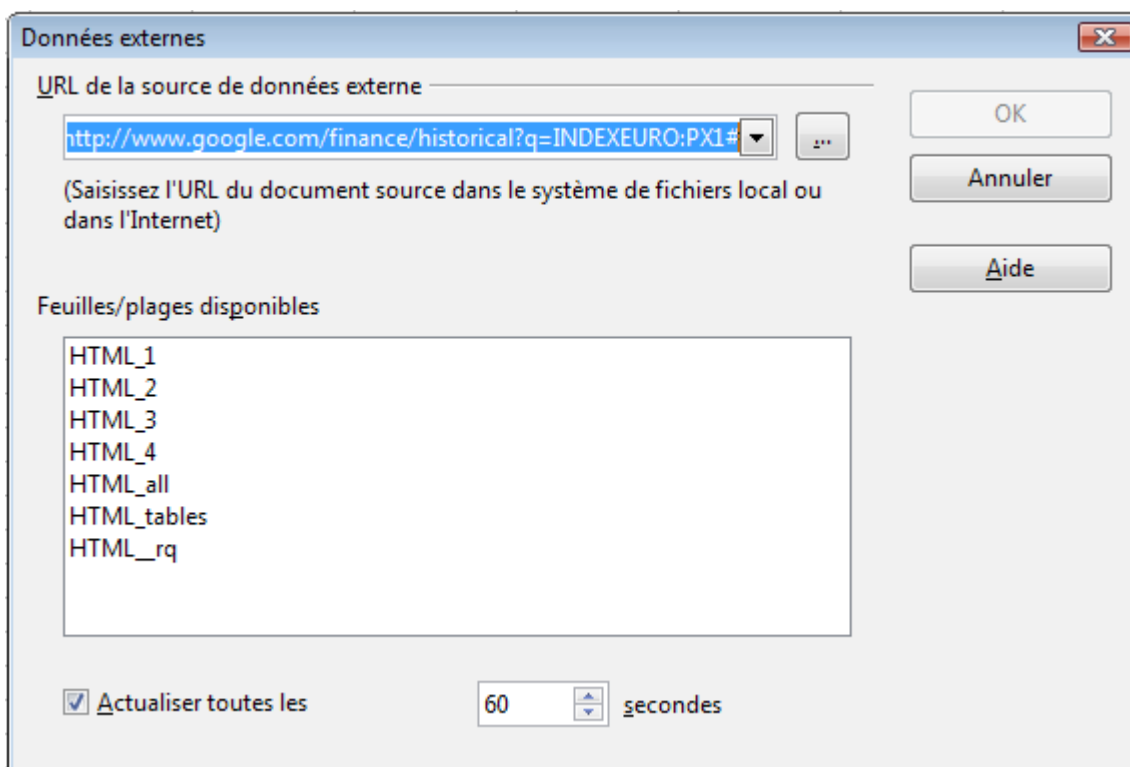 Données externes
URL de la source de données externe
http://www.google.com/finance/historical?q=INDEXEURO:PX1#
...
OK
(Saisissez l'URL du document source dans le système de fichiers local ou
dans l'Internet)
Annuler
Aide
Feuilles/plages disponibles
HTML_1
HTML_2
HTML_3
HTML_4
HTML_all
HTML_tables
HTML__rq
Actualiser toutes les 60 secondes